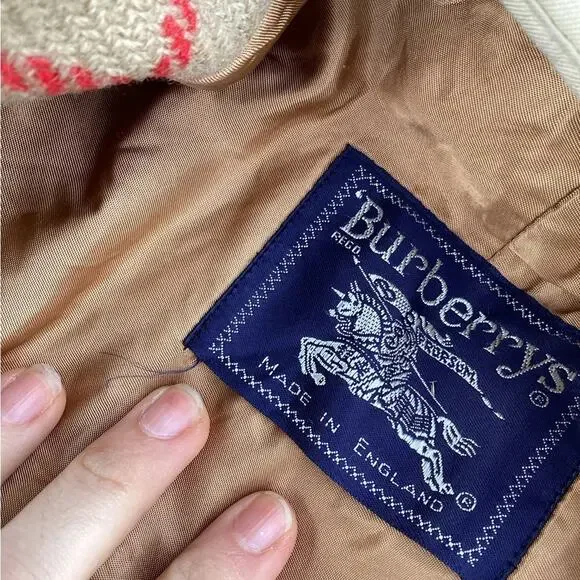 'Burberrys®
REGD.
PRORSUM
MADE IN ENGLAND ®